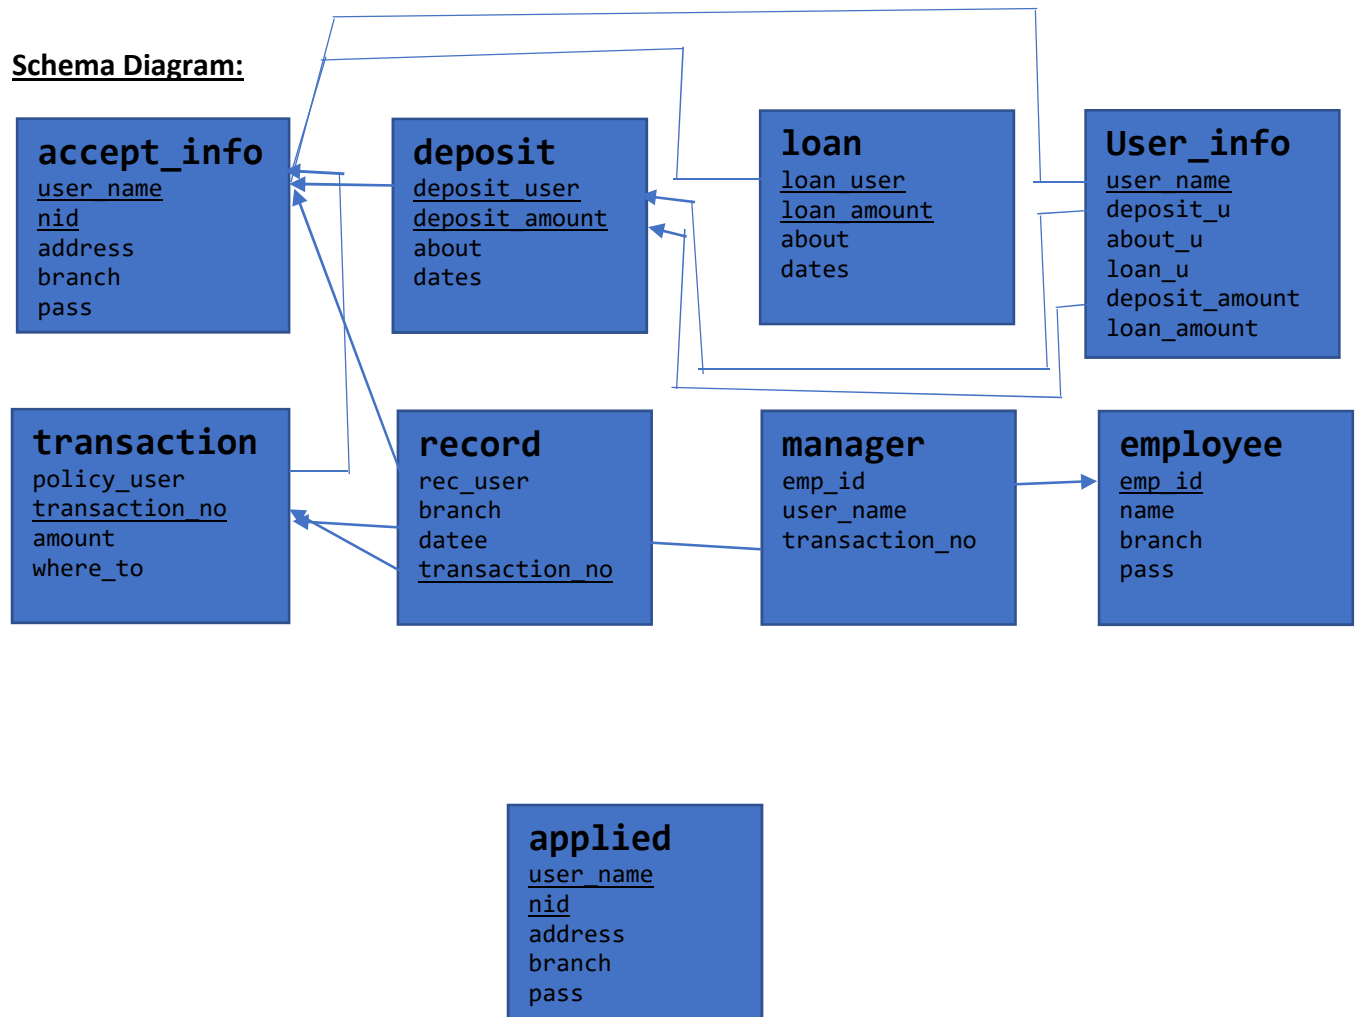 Schema Diagram:
accept_info
user_name
nid
address
branch
pass
deposit
deposit_user
deposit_amount
about
dates
loan
loan_user
loan_amount
about
dates
User_info
user_name
deposit_u
about_u
loan_u
deposit_amount
loan_amount
transaction
policy_user
transaction_no
amount
where_to
record
rec_user
branch
datee
transaction_no
manager
emp_id
user_name
transaction_no
employee
emp_id
name
branch
pass
applied
user_name
nid
address
branch
pass